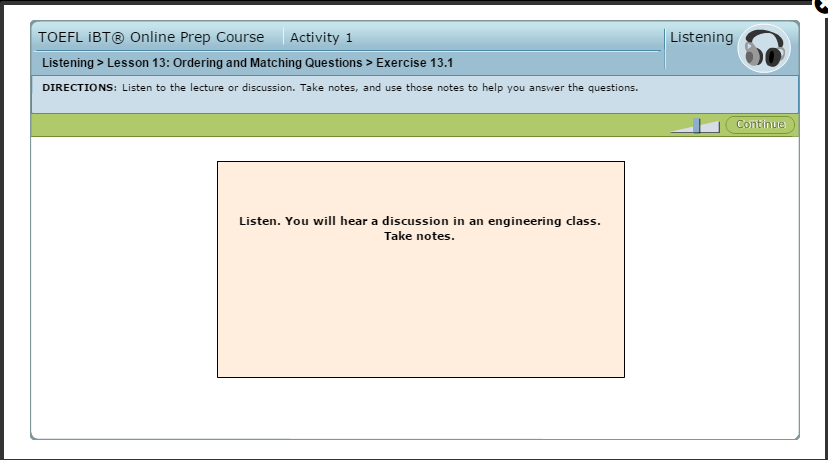 TOEFL iBT® Online Prep Course Activity 1 Listening
Listening > Lesson 13: Ordering and Matching Questions > Exercise 13.1
DIRECTIONS: Listen to the lecture or discussion. Take notes, and use those notes to help you answer the questions.
Continue
Listen. You will hear a discussion in an engineering class.
Take notes.